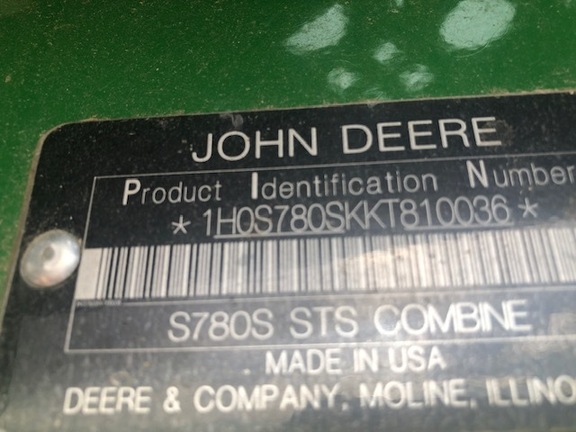 JOHN DEERE
Product Identification Number
*1H0S780SKKT810036*
S780S STS COMBINE
MADE IN USA
DEERE & COMPANY, MOLINE, ILLINO